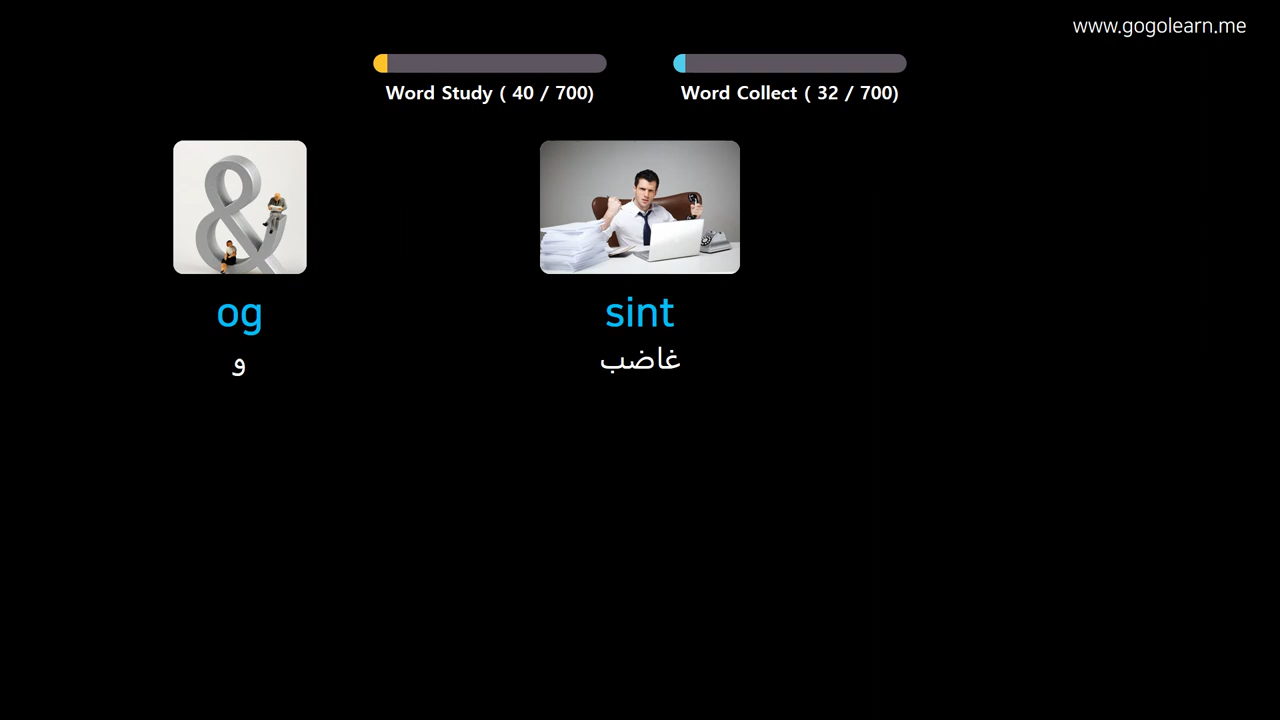 www.gogolearn.me
Word Study ( 40 / 700)
Word Collect ( 32 / 700)
&
og
و
sint
غاضب